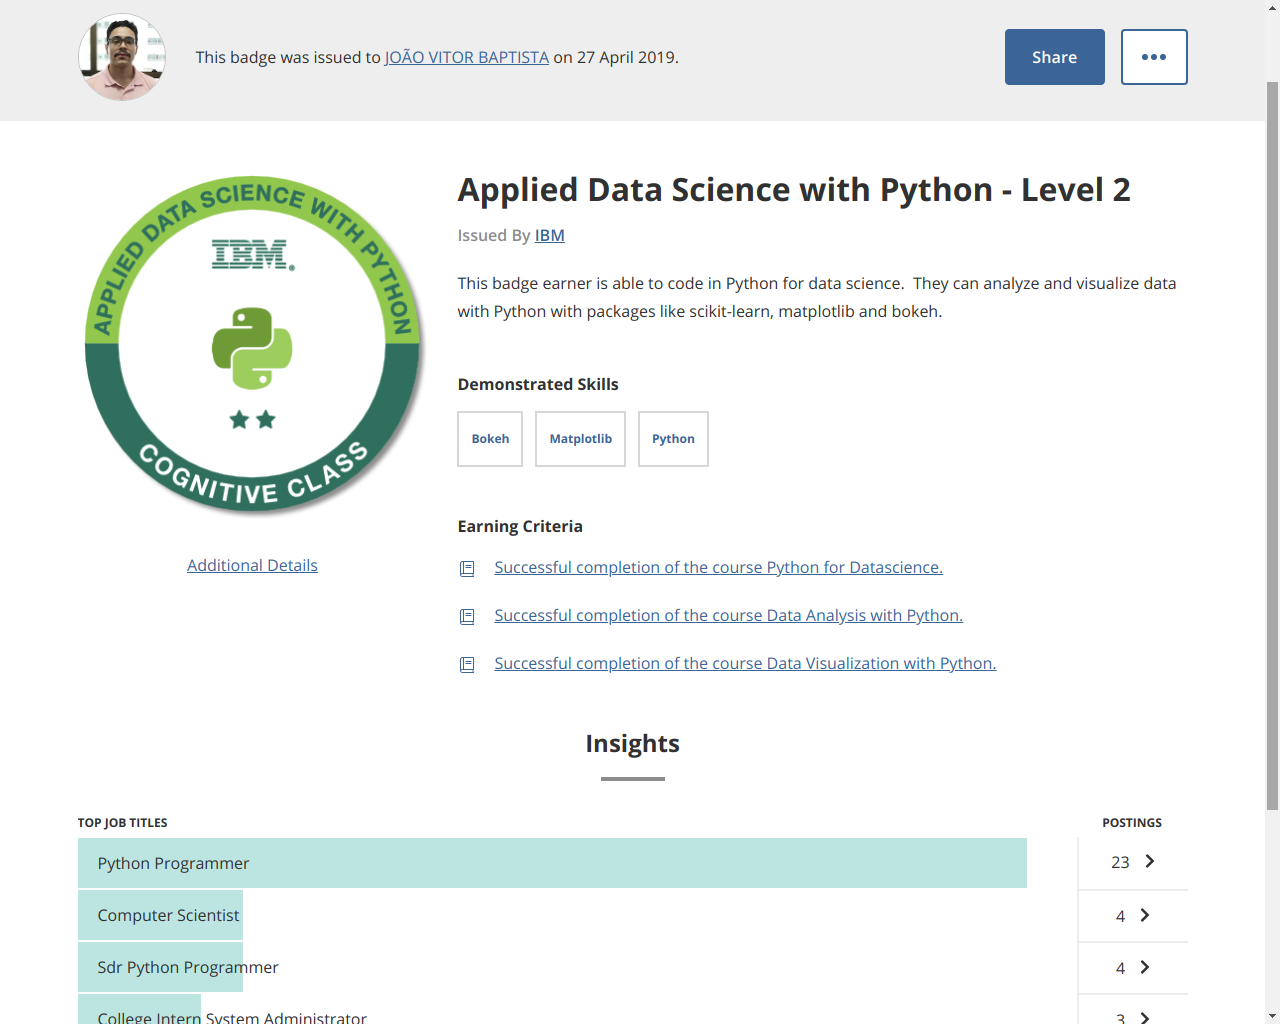 This badge was issued to JOÃO VITOR BAPTISTA on 27 April 2019.
Share
APPLIED DATA SCIENCE WITH PYTHON
IBM®
COGNITIVE CLASS
Additional Details
Applied Data Science with Python - Level 2
Issued By IBM
This badge earner is able to code in Python for data science. They can analyze and visualize data
with Python with packages like scikit-learn, matplotlib and bokeh.
Demonstrated Skills
Bokeh
Matplotlib
Python
Earning Criteria
Successful completion of the course Python for Datascience.
Successful completion of the course Data Analysis with Python.
Successful completion of the course Data Visualization with Python.
Insights
TOP JOB TITLES POSTINGS
Python Programmer 23
Computer Scientist 4
Sdr Python Programmer 4
College Intern System Administrator 3